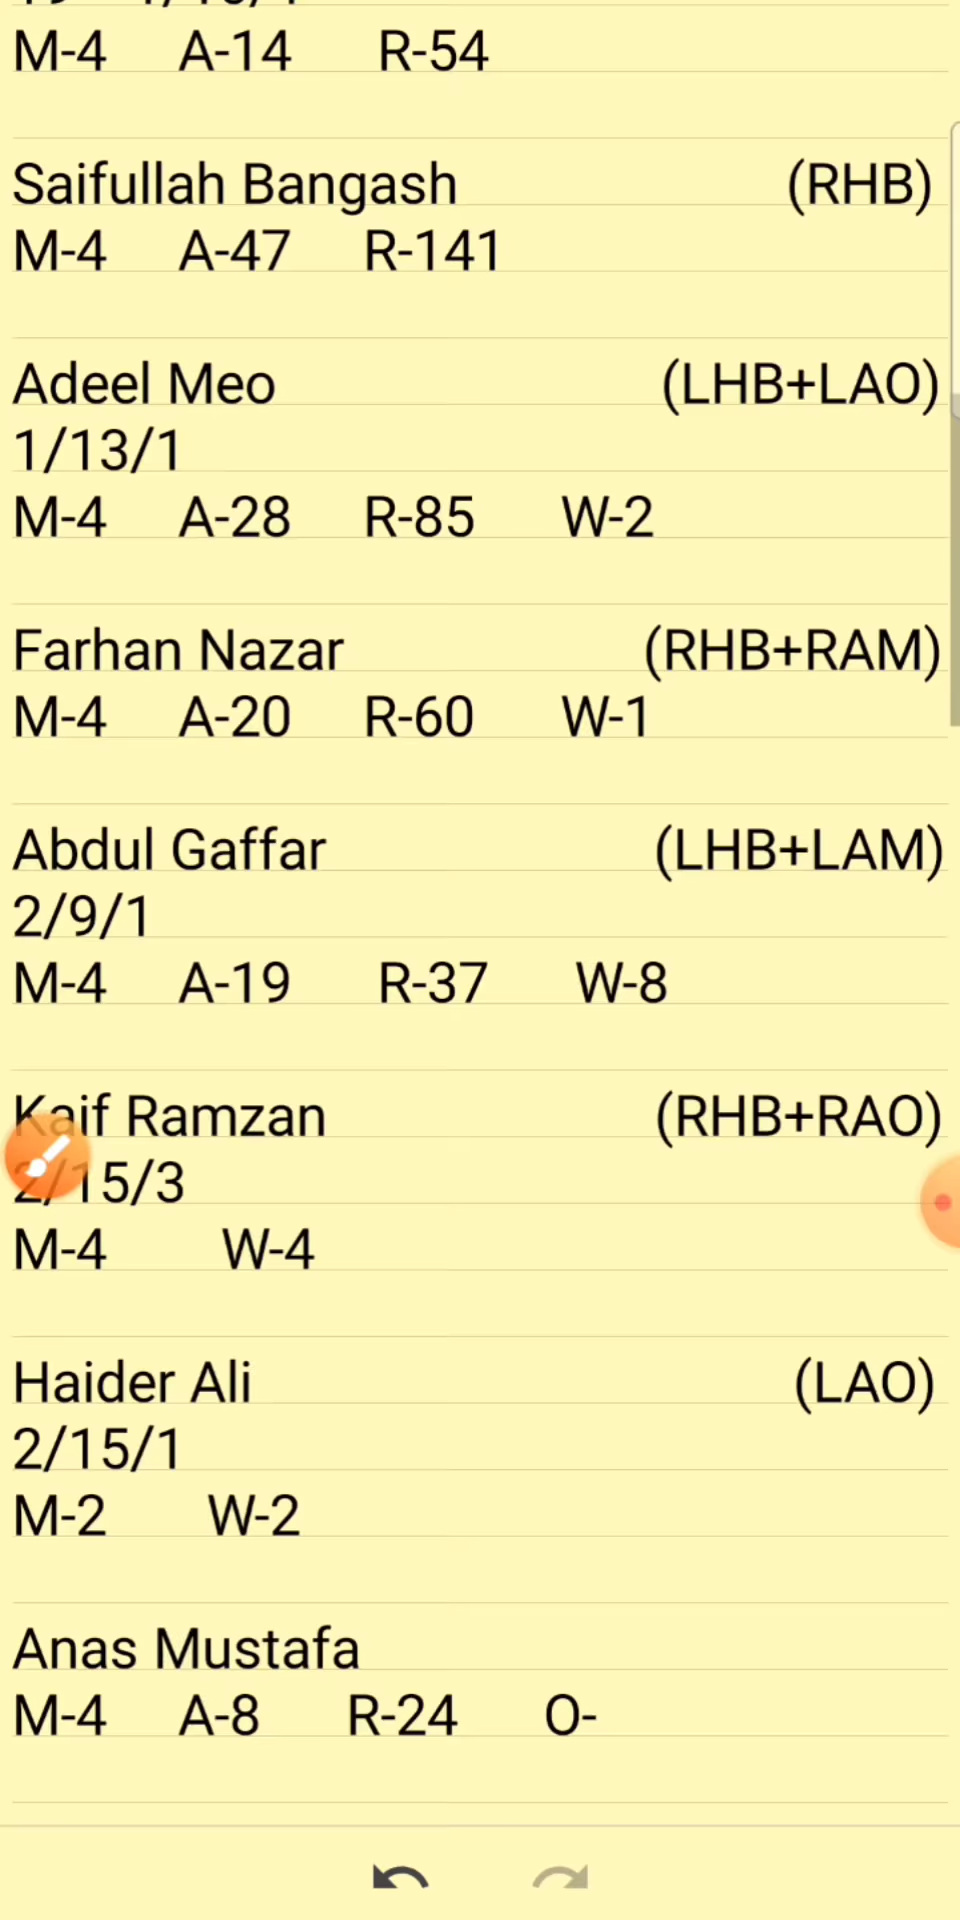 M-4 A-14 R-54
Saifullah Bangash (RHB)
M-4 A-47 R-141
Adeel Meo (LHB+LAO)
1/13/1
M-4 A-28 R-85 W-2
Farhan Nazar (RHB+RAM)
M-4 A-20 R-60 W-1
Abdul Gaffar (LHB+LAM)
2/9/1
M-4 A-19 R-37 W-8
Kaif Ramzan (RHB+RAO)
2/15/3
M-4 W-4
Haider Ali (LAO)
2/15/1
M-2 W-2
Anas Mustafa
M-4 A-8 R-24 O-